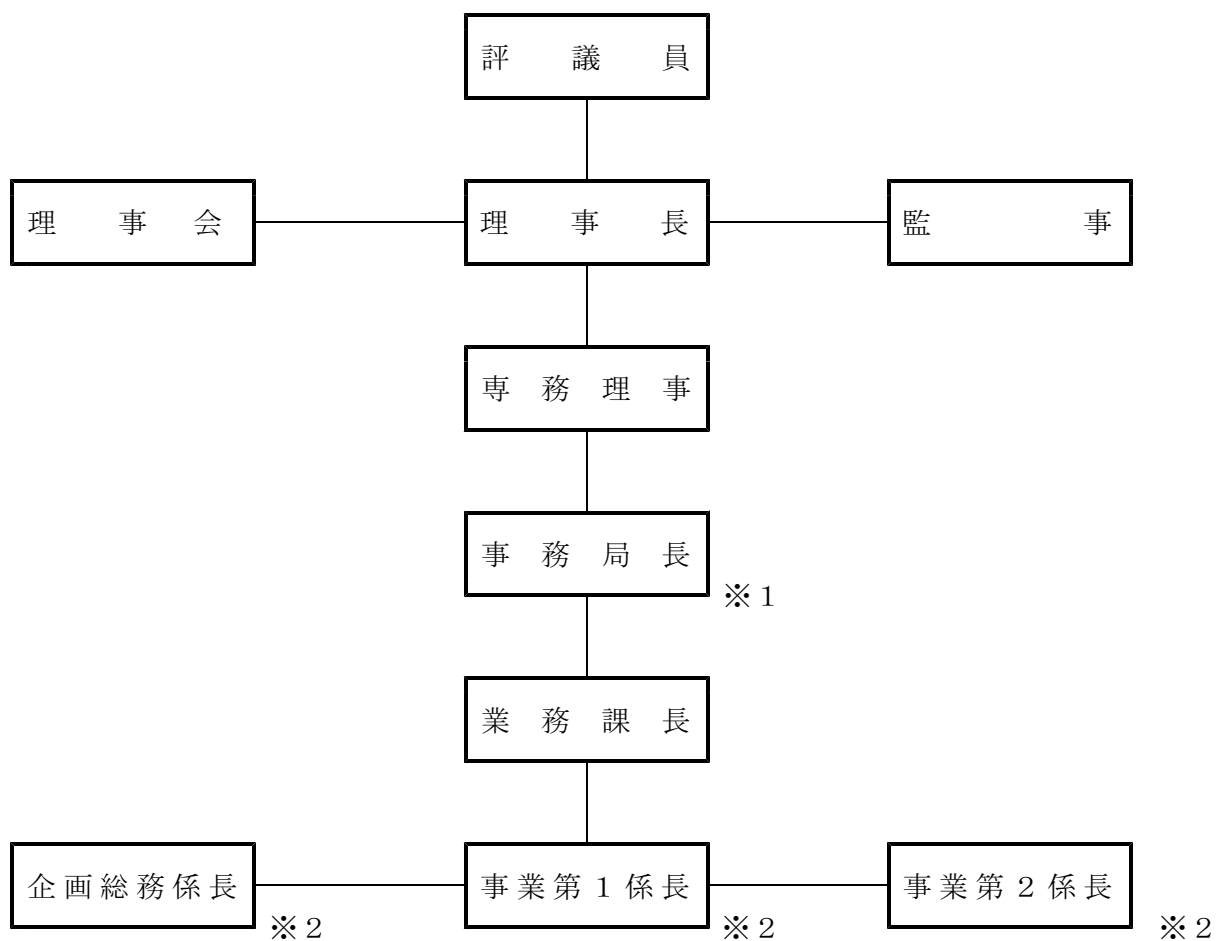 評議員
理事会
理事長
監事
専務理事
事務局長
※1
業務課長
企画総務係長
※2
事業第1係長
※2
事業第2係長
※2